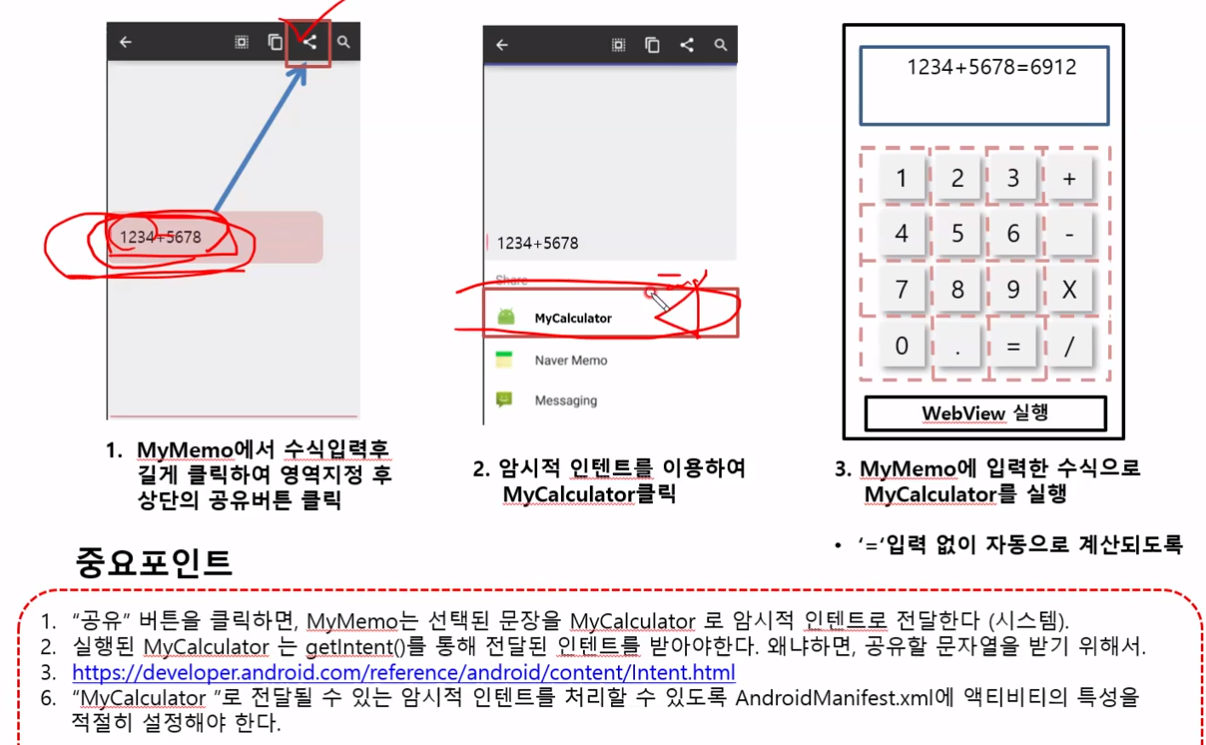 1234+5678
1. MyMemo에서 수식입력후
길게 클릭하여 영역지정 후
상단의 공유버튼 클릭
1234+5678
Share
MyCalculator
Naver Memo
Messaging
2. 암시적 인텐트를 이용하여
MyCalculator클릭
1234+5678=6912
1 2 3 +
4 5 6 -
7 8 9 X
0 . = /
WebView 실행
3. MyMemo에 입력한 수식으로
MyCalculator를 실행
• ‘=‘입력 없이 자동으로 계산되도록
중요포인트
1. “공유” 버튼을 클릭하면, MyMemo는 선택된 문장을 MyCalculator 로 암시적 인텐트로 전달한다 (시스템).
2. 실행된 MyCalculator 는 getIntent()를 통해 전달된 인텐트를 받아야한다. 왜냐하면, 공유할 문자열을 받기 위해서.
3. https://developer.android.com/reference/android/content/Intent.html
6. “MyCalculator ”로 전달될 수 있는 암시적 인텐트를 처리할 수 있도록 AndroidManifest.xml에 액티비티의 특성을
적절히 설정해야 한다.